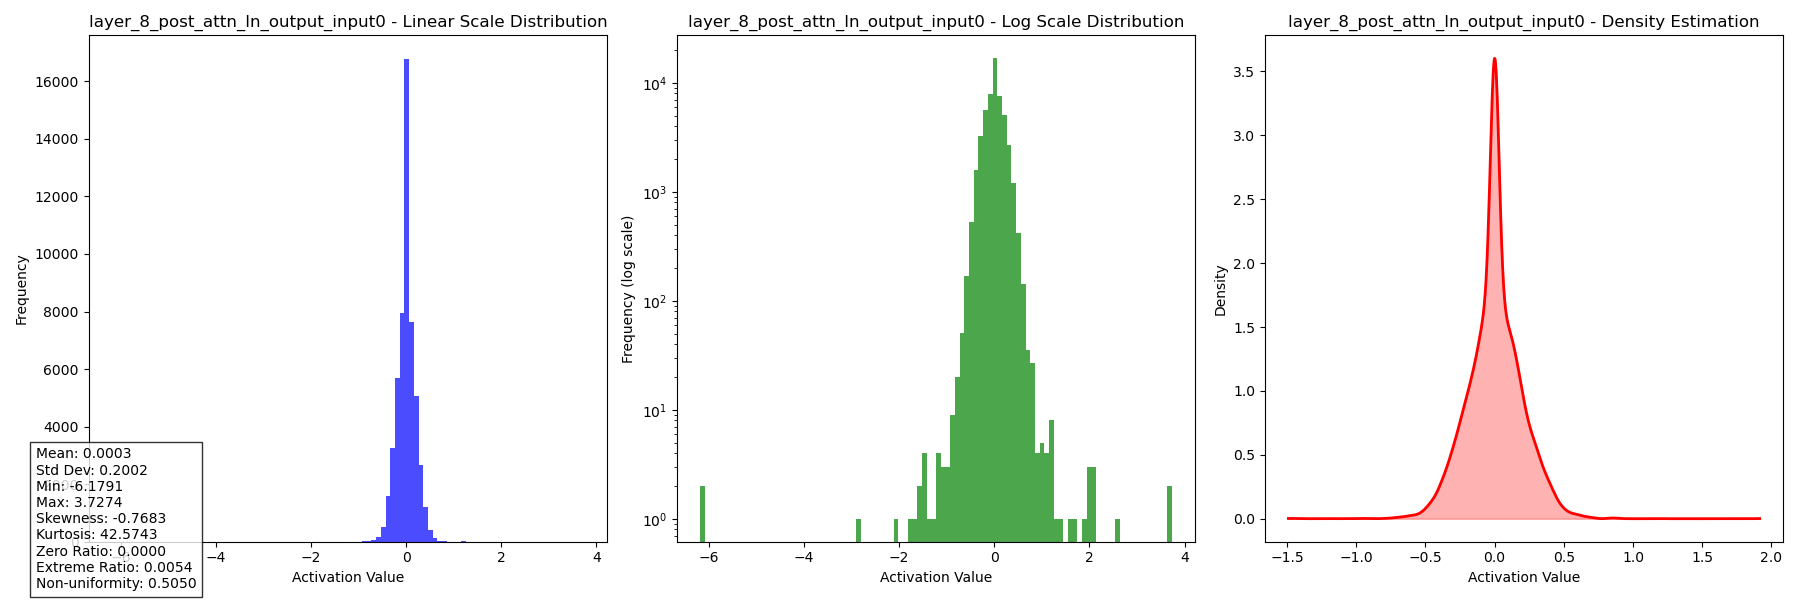 layer_8_post_attn_ln_output_input0 - Linear Scale Distribution
16000
14000
12000
10000
8000
6000
4000
Frequency
−4
−2
0
2
4
Activation Value
Mean: 0.0003
Std Dev: 0.2002
Min: -6.1791
Max: 3.7274
Skewness: -0.7683
Kurtosis: 42.5743
Zero Ratio: 0.0000
Extreme Ratio: 0.0054
Non-uniformity: 0.5050
layer_8_post_attn_ln_output_input0 - Log Scale Distribution
10⁴
10³
10²
10¹
10⁰
Frequency (log scale)
−6
−4
−2
0
2
4
Activation Value
layer_8_post_attn_ln_output_input0 - Density Estimation
3.5
3.0
2.5
2.0
1.5
1.0
0.5
0.0
Density
−1.5
−1.0
−0.5
0.0
0.5
1.0
1.5
2.0
Activation Value